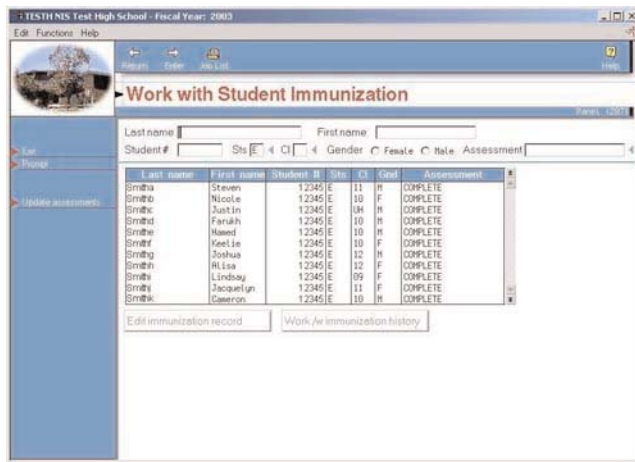 TESTH NIS Test High School - Fiscal Year: 2003
Edit Functions Help
Return Enter Job List Help
Work with Student Immunization
Last name First name
Student # Sts E Cl Gender Female Male Assessment
Exit
Prompt
Update assessments
Last name First name Student # Sts Cl Gnd Assessment
Smitha Steven 12345 E 11 M COMPLETE
Smithb Nicole 12345 E 10 F COMPLETE
Smithc Justin 12345 E UH M COMPLETE
Smithd Farukh 12345 E 10 M COMPLETE
Smithe Hamed 12345 E 10 M COMPLETE
Smithf Keelie 12345 E 10 F COMPLETE
Smithg Joshua 12345 E 12 M COMPLETE
Smithh Alisa 12345 E 12 F COMPLETE
Smithi Lindsay 12345 E 09 F COMPLETE
Smithj Jacquelyn 12345 E 11 F COMPLETE
Smithk Cameron 12345 E 10 M COMPLETE
Edit immunization record Work /w immunization history